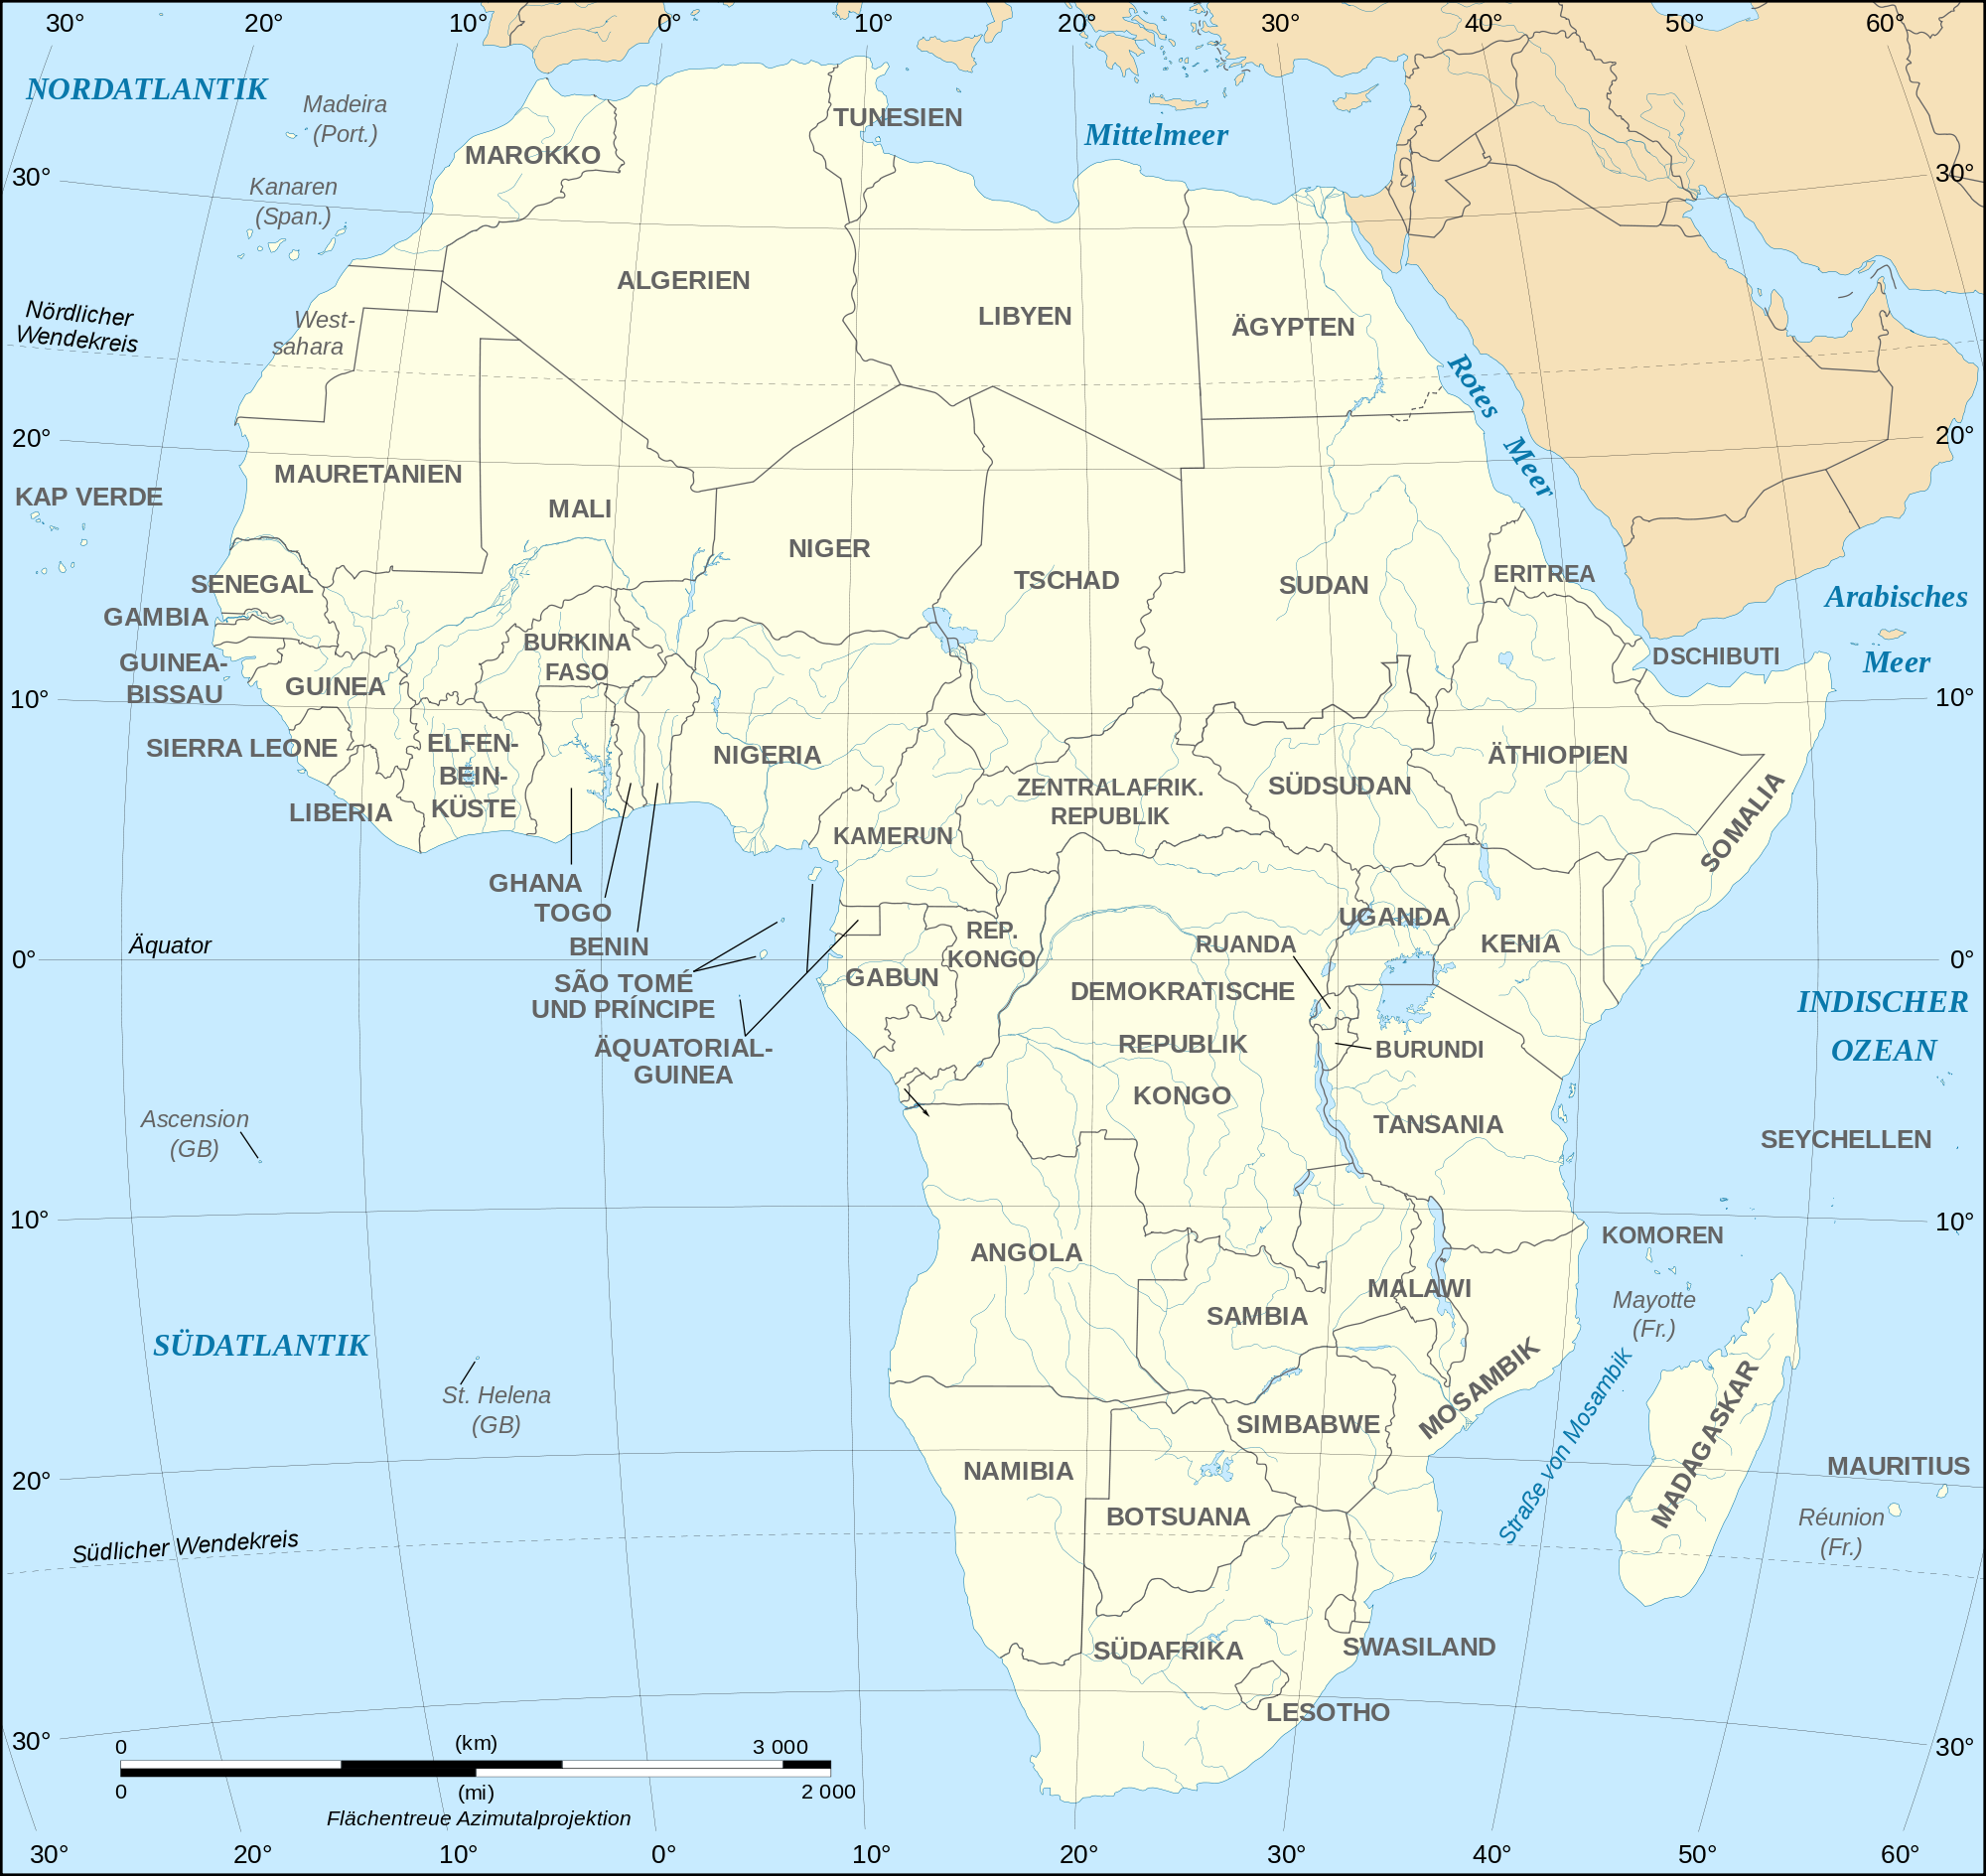 30°
20°
10°
0°
10°
20°
30°
40°
50°
60°
NORDATLANTIK
Madeira
(Port.)
TUNESIEN
Mittelmeer
MAROKKO
30°
30°
Kanaren
(Span.)
ALGERIEN
LIBYEN
ÄGYPTEN
Nördlicher
Wendekreis
West-
sahara
Rotes
Meer
20°
20°
MAURETANIEN
KAP VERDE
MALI
NIGER
TSCHAD
SUDAN
ERITREA
SENEGAL
GAMBIA
Arabisches
Meer
BURKINA
FASO
DSCHIBUTI
GUINEA-
BISSAU
GUINEA
10°
10°
SIERRA LEONE
ELFEN-
BEIN-
KÜSTE
NIGERIA
ÄTHIOPIEN
ZENTRALAFRIK.
REPUBLIK
SÜDSUDAN
LIBERIA
KAMERUN
SOMALIA
GHANA
TOGO
BENIN
UGANDA
REP.
KONGO
RUANDA
KENIA
Äquator
0°
0°
SÃO TOMÉ
UND PRÍNCIPE
GABUN
DEMOKRATISCHE
REPUBLIK
KONGO
INDISCHER
OZEAN
ÄQUATORIAL-
GUINEA
BURUNDI
Ascension
(GB)
TANSANIA
SEYCHELLEN
10°
10°
KOMOREN
ANGOLA
MALAWI
SAMBIA
Mayotte
(Fr.)
SÜDATLANTIK
St. Helena
(GB)
MOSAMBIK
Straße von Mosambik
MADAGASKAR
SIMBABWE
NAMIBIA
MAURITIUS
20°
BOTSUANA
Réunion
(Fr.)
Südlicher Wendekreis
SÜDAFRIKA
SWASILAND
LESOTHO
30°
30°
0
(km)
3 000
0
(mi)
2 000
Flächentreue Azimutalprojektion
30°
20°
10°
0°
10°
20°
30°
40°
50°
60°